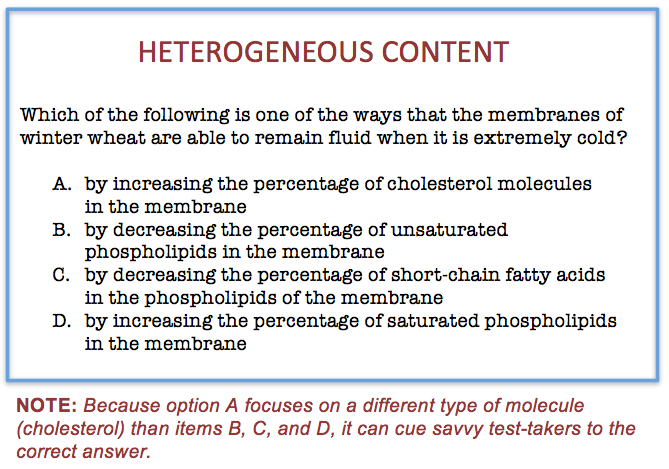 HETEROGENEOUS CONTENT
Which of the following is one of the ways that the membranes of
winter wheat are able to remain fluid when it is extremely cold?
A. by increasing the percentage of cholesterol molecules
in the membrane
B. by decreasing the percentage of unsaturated
phospholipids in the membrane
C. by decreasing the percentage of short-chain fatty acids
in the phospholipids of the membrane
D. by increasing the percentage of saturated phospholipids
in the membrane
NOTE: Because option A focuses on a different type of molecule
(cholesterol) than items B, C, and D, it can cue savvy test-takers to the
correct answer.